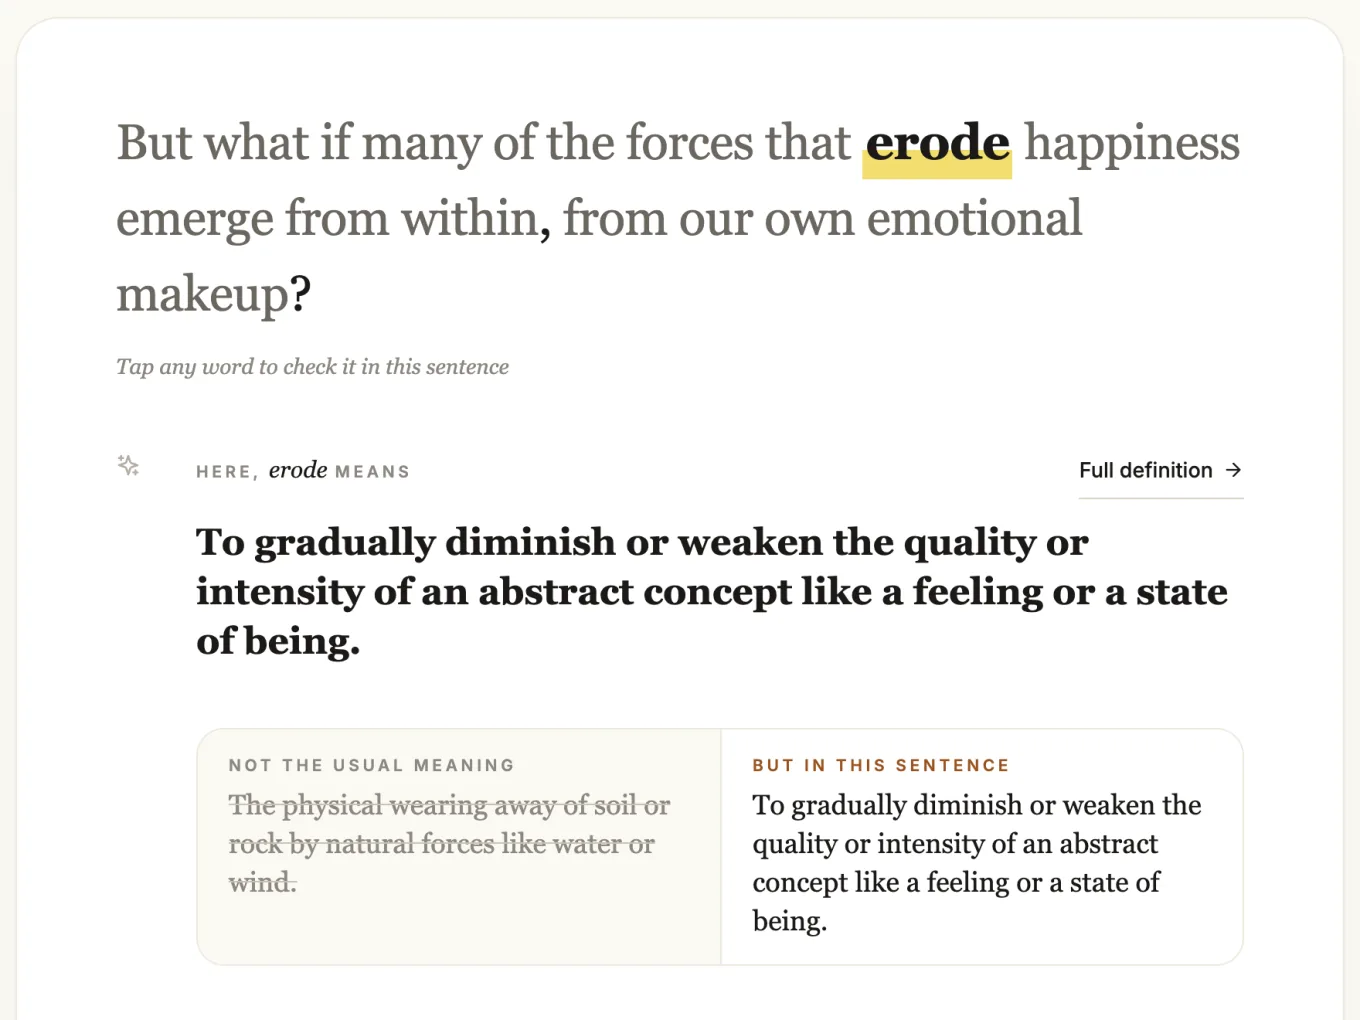 But what if many of the forces that erode happiness
emerge from within, from our own emotional
makeup?
Tap any word to check it in this sentence
HERE, erode MEANS
Full definition →
To gradually diminish or weaken the quality or
intensity of an abstract concept like a feeling or a state
of being.
NOT THE USUAL MEANING
The physical wearing away of soil or
rock by natural forces like water or
wind.
BUT IN THIS SENTENCE
To gradually diminish or weaken the
quality or intensity of an abstract
concept like a feeling or a state of
being.